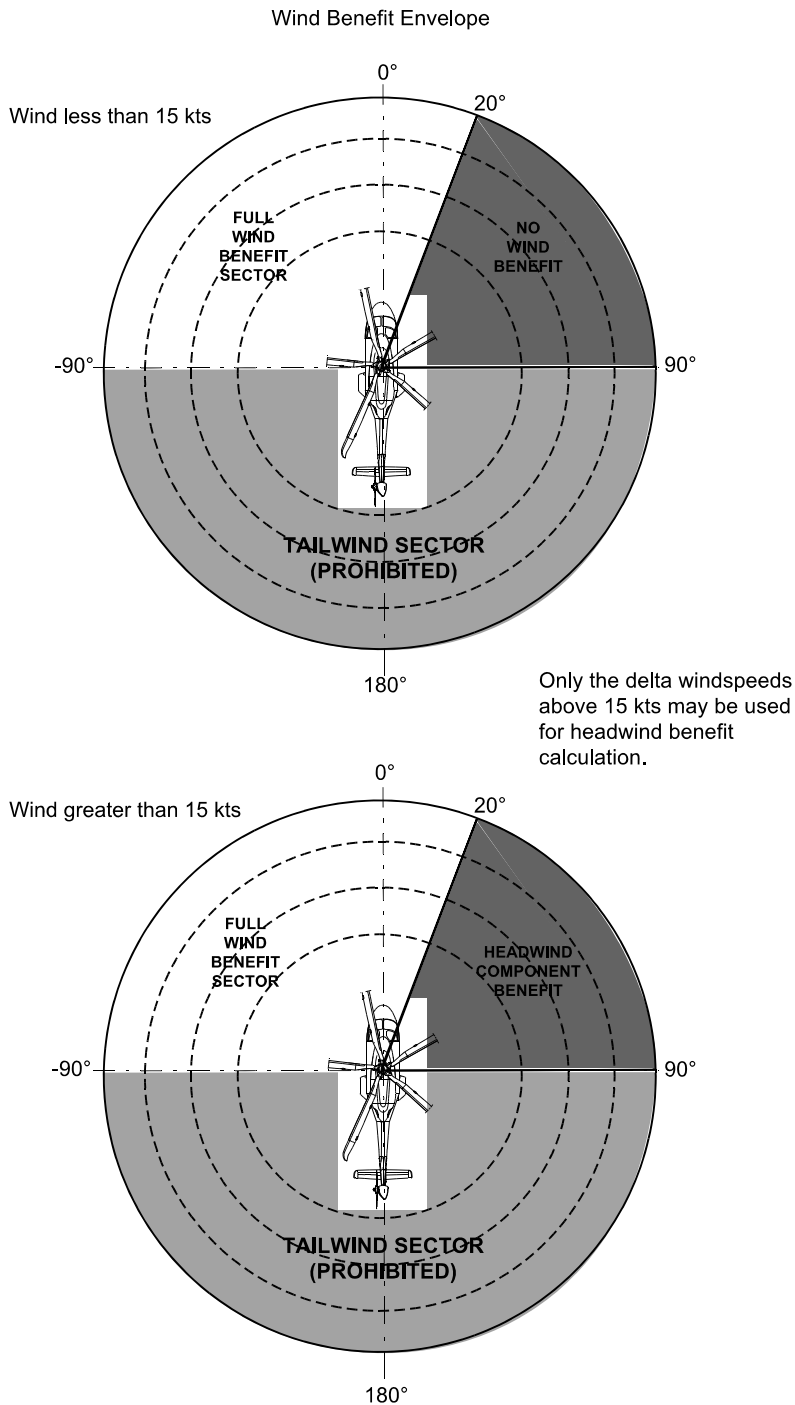 Wind Benefit Envelope
0°
Wind less than 15 kts
20°
FULL
WIND
BENEFIT
SECTOR
NO
WIND
BENEFIT
-90°
90°
TAILWIND SECTOR
(PROHIBITED)
180°
Only the delta windspeeds
above 15 kts may be used
for headwind benefit
calculation.
0°
Wind greater than 15 kts
20°
FULL
WIND
BENEFIT
SECTOR
HEADWIND
COMPONENT
BENEFIT
-90°
90°
TAILWIND SECTOR
(PROHIBITED)
180°